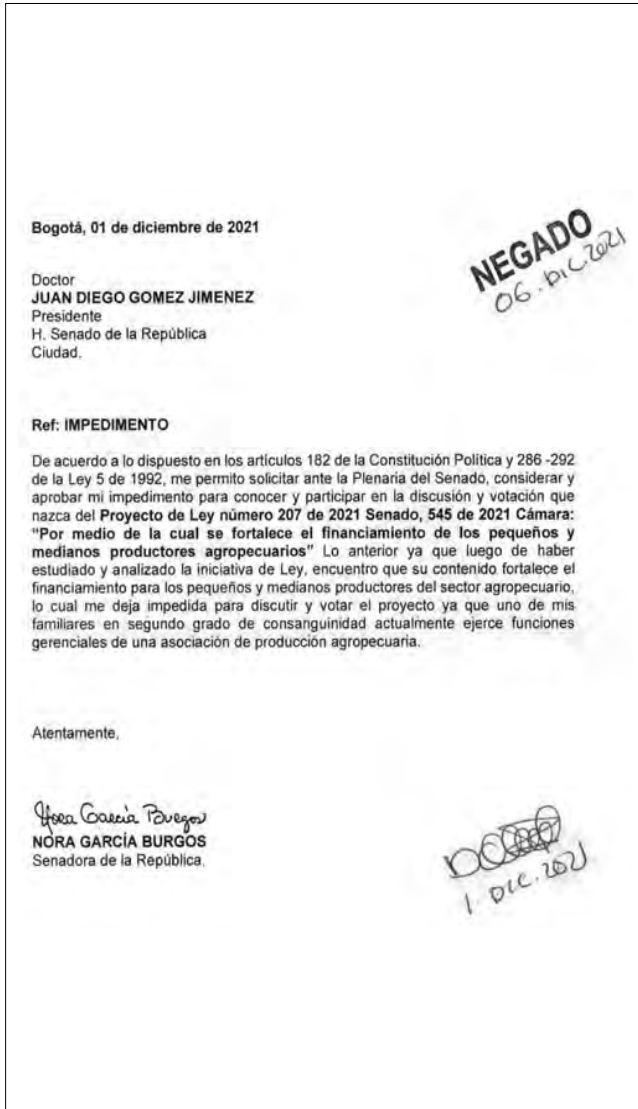 Bogotá, 01 de diciembre de 2021
NEGADO
06. DIC. 2021
Doctor
JUAN DIEGO GOMEZ JIMENEZ
Presidente
H. Senado de la República
Ciudad.
Ref: IMPEDIMENTO
De acuerdo a lo dispuesto en los artículos 182 de la Constitución Política y 286 -292
de la Ley 5 de 1992, me permito solicitar ante la Plenaria del Senado, considerar y
aprobar mi impedimento para conocer y participar en la discusión y votación que
nazca del Proyecto de Ley número 207 de 2021 Senado, 545 de 2021 Cámara:
“Por medio de la cual se fortalece el financiamiento de los pequeños y
medianos productores agropecuarios” Lo anterior ya que luego de haber
estudiado y analizado la iniciativa de Ley, encuentro que su contenido fortalece el
financiamiento para los pequeños y medianos productores del sector agropecuario,
lo cual me deja impedida para discutir y votar el proyecto ya que uno de mis
familiares en segundo grado de consanguinidad actualmente ejerce funciones
gerenciales de una asociación de producción agropecuaria.
Atentamente,
Nora García Burgos
NORA GARCÍA BURGOS
Senadora de la República.
1 DIC. 2021